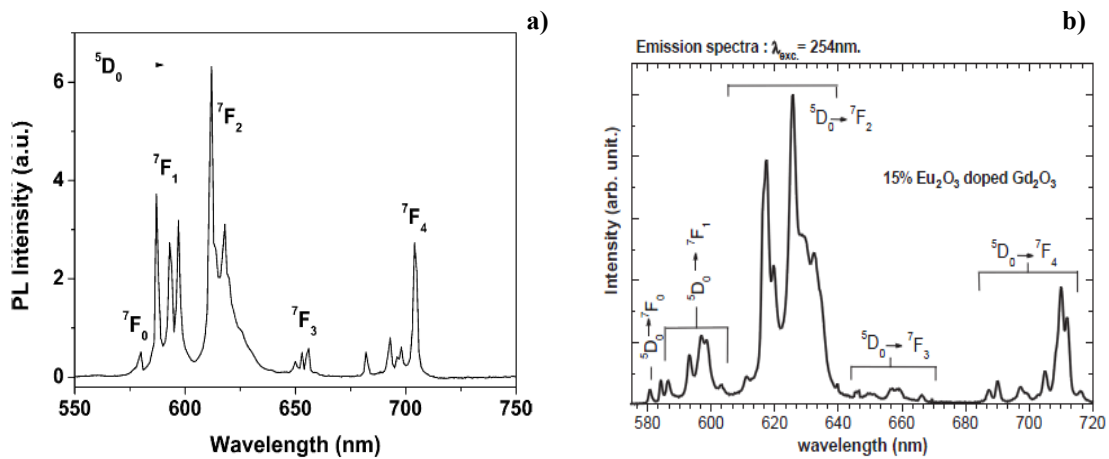 a)
⁵D₀
⁷F₂
⁷F₁
⁷F₀
⁷F₃
⁷F₄
PL Intensity (a.u.)
6
4
2
0
550
600
650
700
750
Wavelength (nm)
b)
Emission spectra : λexc.= 254nm.
⁵D₀→⁷F₂
15% Eu₂O₃ doped Gd₂O₃
⁵D₀→⁷F₁
⁵D₀→⁷F₀
⁵D₀→⁷F₄
⁵D₀→⁷F₃
Intensity (arb. unit.)
580
600
620
640
660
680
700
720
wavelength (nm)